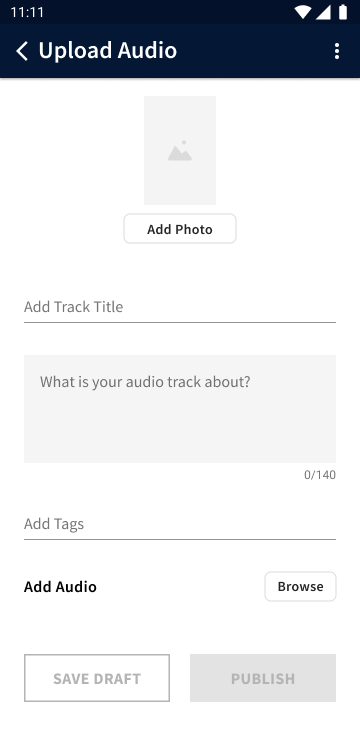 11:11
Upload Audio
Add Photo
Add Track Title
What is your audio track about?
0/140
Add Tags
Add Audio
Browse
SAVE DRAFT
PUBLISH